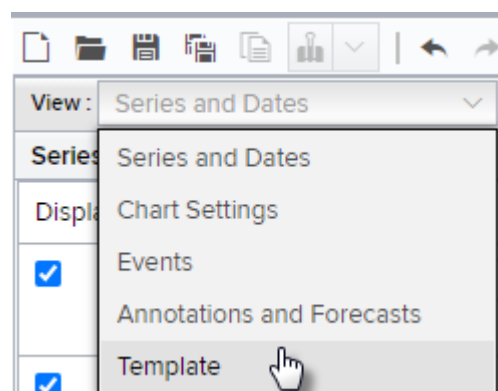 View : Series and Dates
Series
Series and Dates
Displa
Chart Settings
Events
Annotations and Forecasts
Template